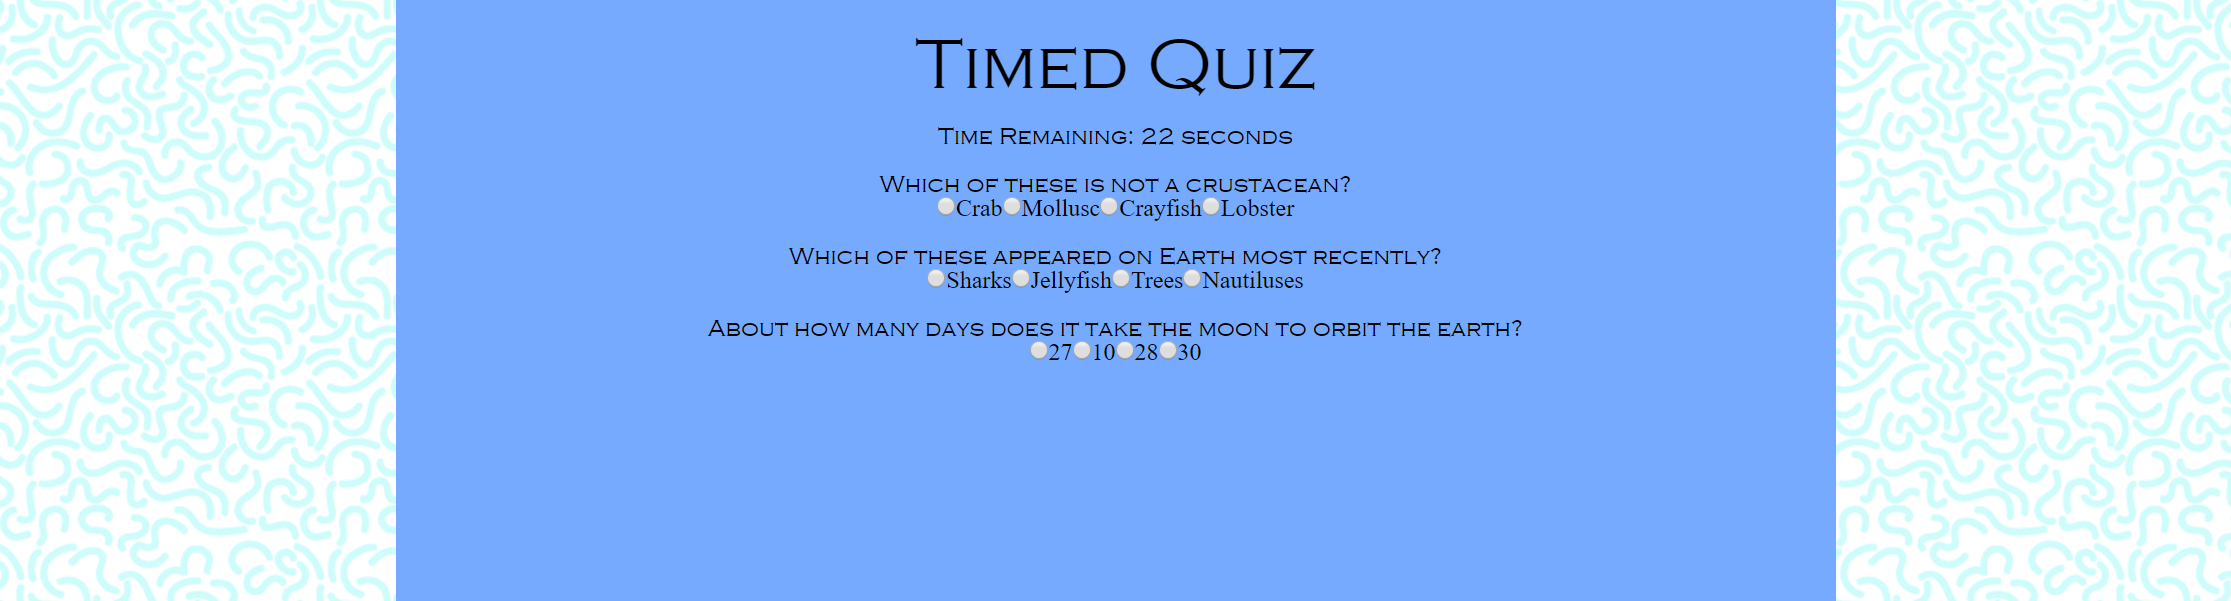 Timed Quiz
Time Remaining: 22 seconds
Which of these is not a crustacean?
Crab Mollusc Crayfish Lobster
Which of these appeared on Earth most recently?
Sharks Jellyfish Trees Nautiluses
About how many days does it take the moon to orbit the earth?
27 10 28 30